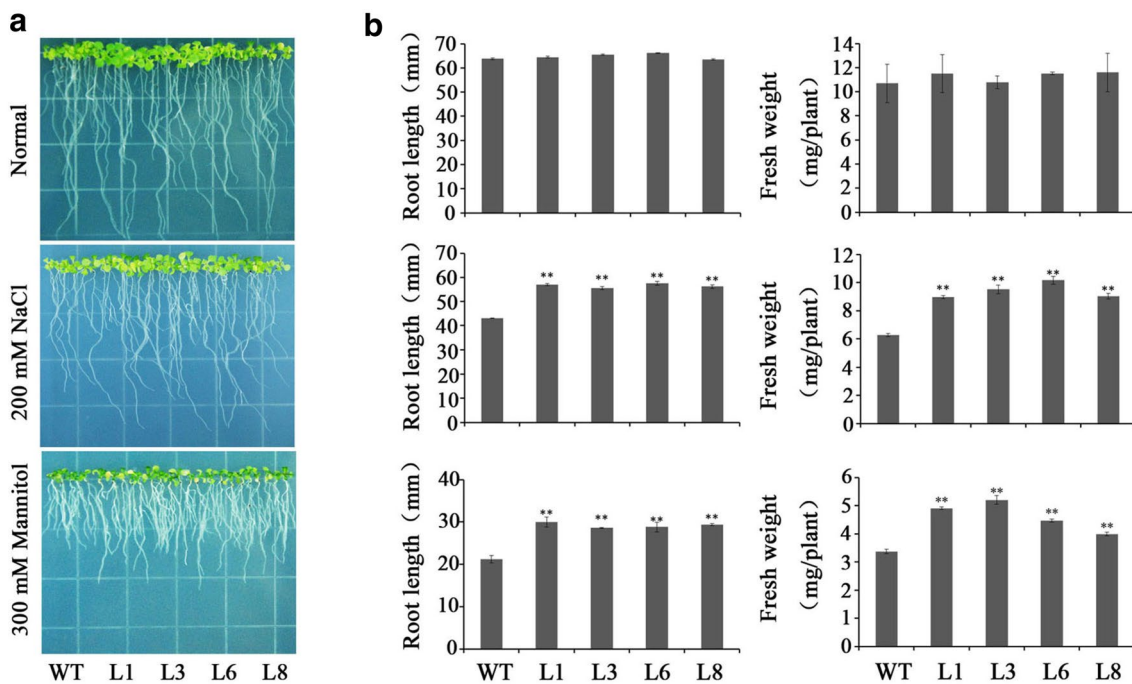 a
Normal
200 mM NaCl
300 mM Mannitol
WT L1 L3 L6 L8
b
Root length (mm)
70
60
50
40
30
20
10
0
Fresh weight
(mg/plant)
14
12
10
8
6
4
2
0
Root length (mm)
70
60
50
43
30
20
10
0
** ** ** **
Fresh weight
(mg/plant)
12
10
8
6
4
2
0
** ** ** **
Root length (mm)
40
30
20
10
0
** ** ** **
WT L1 L3 L6 L8
Fresh weight
(mg/plant)
6
5
4
3
2
1
0
** ** ** **
WT L1 L3 L6 L8